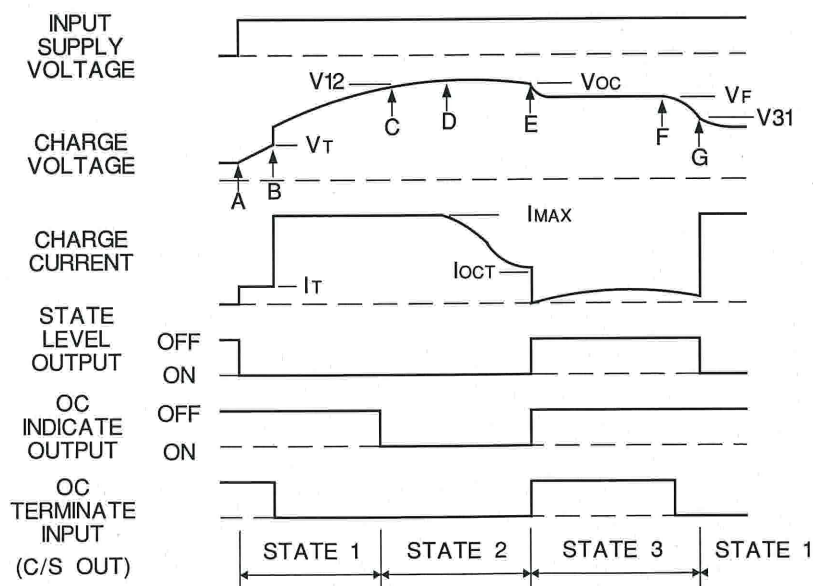 INPUT
SUPPLY
VOLTAGE
V12
VOC
VF
V31
CHARGE
VOLTAGE
VT
A
B
C
D
E
F
G
CHARGE
CURRENT
IMAX
IOCT
IT
STATE
LEVEL
OUTPUT
OFF
ON
OC
INDICATE
OUTPUT
OFF
ON
OC
TERMINATE
INPUT
(C/S OUT)
STATE 1
STATE 2
STATE 3
STATE 1